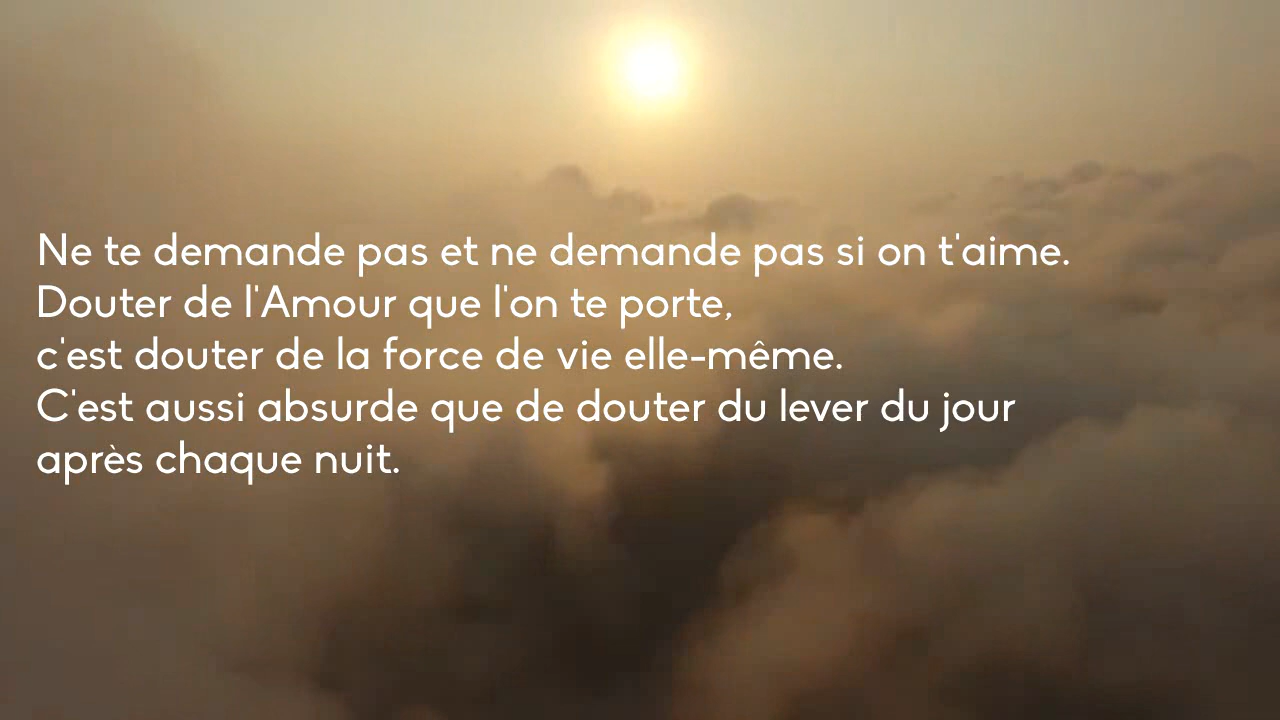 Ne te demande pas et ne demande pas si on t'aime.
Douter de l'Amour que l'on te porte,
c'est douter de la force de vie elle-même.
C'est aussi absurde que de douter du lever du jour
après chaque nuit.